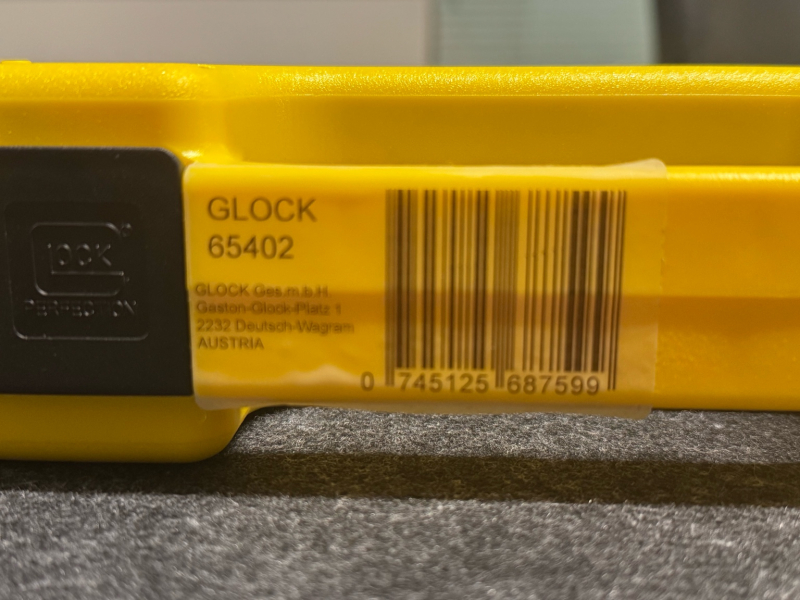 GLOCK
PERFECTION
GLOCK
65402
GLOCK Ges.m.b.H.
Gaston-Glock-Platz 1
2232 Deutsch-Wagram
AUSTRIA
0 745125 687599